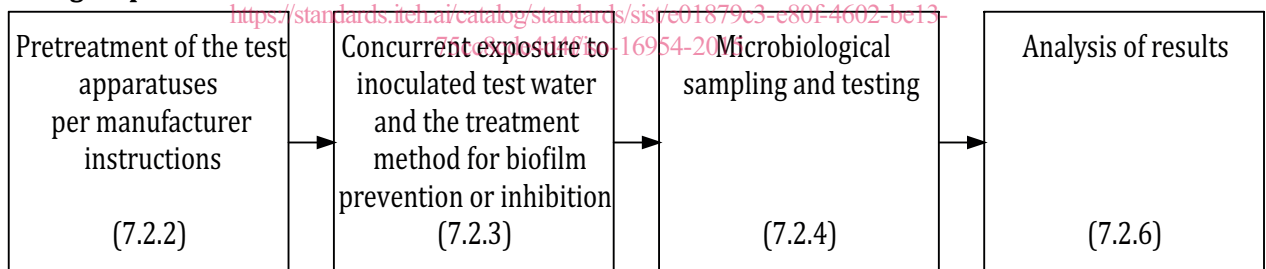 https://standards.iteh.ai/catalog/standards/sist/e01879c3-e80f-4602-be13-
Pretreatment of the test
apparatuses
per manufacturer
instructions
(7.2.2)
Concurrent exposure to
inoculated test water
and the treatment
method for biofilm
prevention or inhibition
(7.2.3)
Microbiological
sampling and testing
(7.2.4)
Analysis of results
(7.2.6)